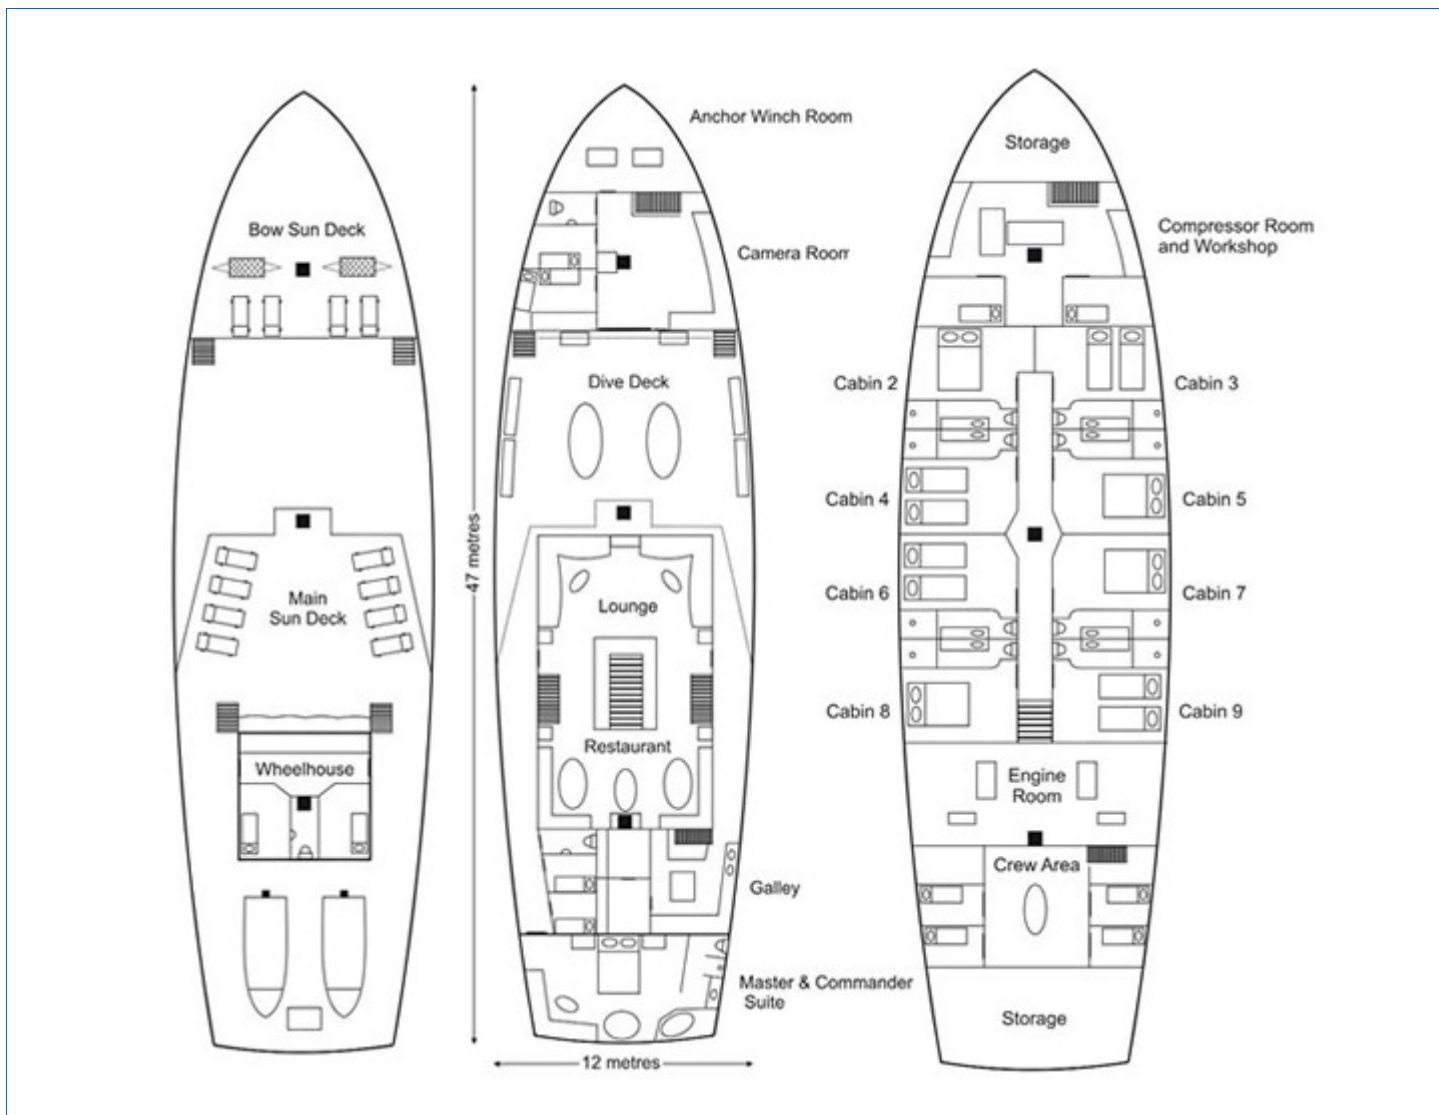 Bow Sun Deck
Main
Sun Deck
Wheelhouse
47 metres
Anchor Winch Room
Camera Room
Dive Deck
Lounge
Restaurant
Galley
Master & Commander
Suite
12 metres
Storage
Compressor Room
and Workshop
Cabin 2
Cabin 3
Cabin 4
Cabin 5
Cabin 6
Cabin 7
Cabin 8
Cabin 9
Engine
Room
Crew Area
Storage